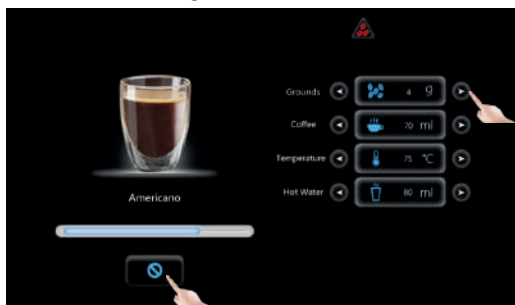 Grounds 4 g
Coffee 70 ml
Temperature 75 °C
Hot Water 80 ml
Americano